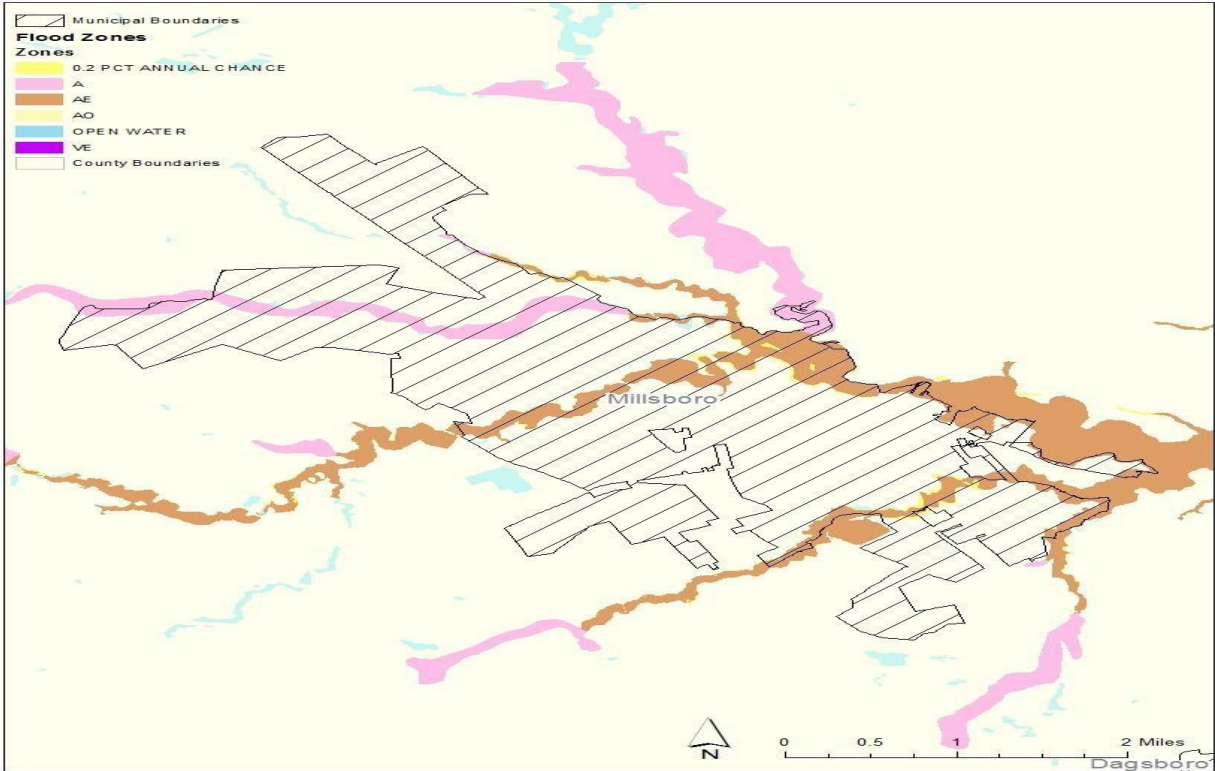 Municipal Boundaries
Flood Zones
Zones
0.2 PCT ANNUAL CHANCE
A
AE
AO
OPEN WATER
VE
County Boundaries
Millsboro
N
0 0.5 1 2 Miles
Dagsboro